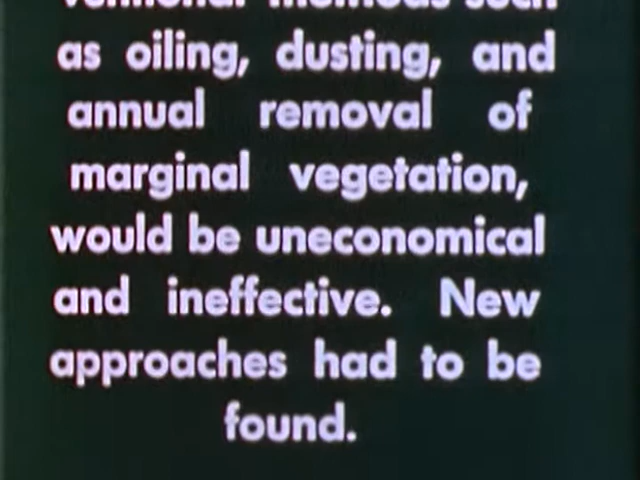 as oiling, dusting, and
annual removal of
marginal vegetation,
would be uneconomical
and ineffective. New
approaches had to be
found.